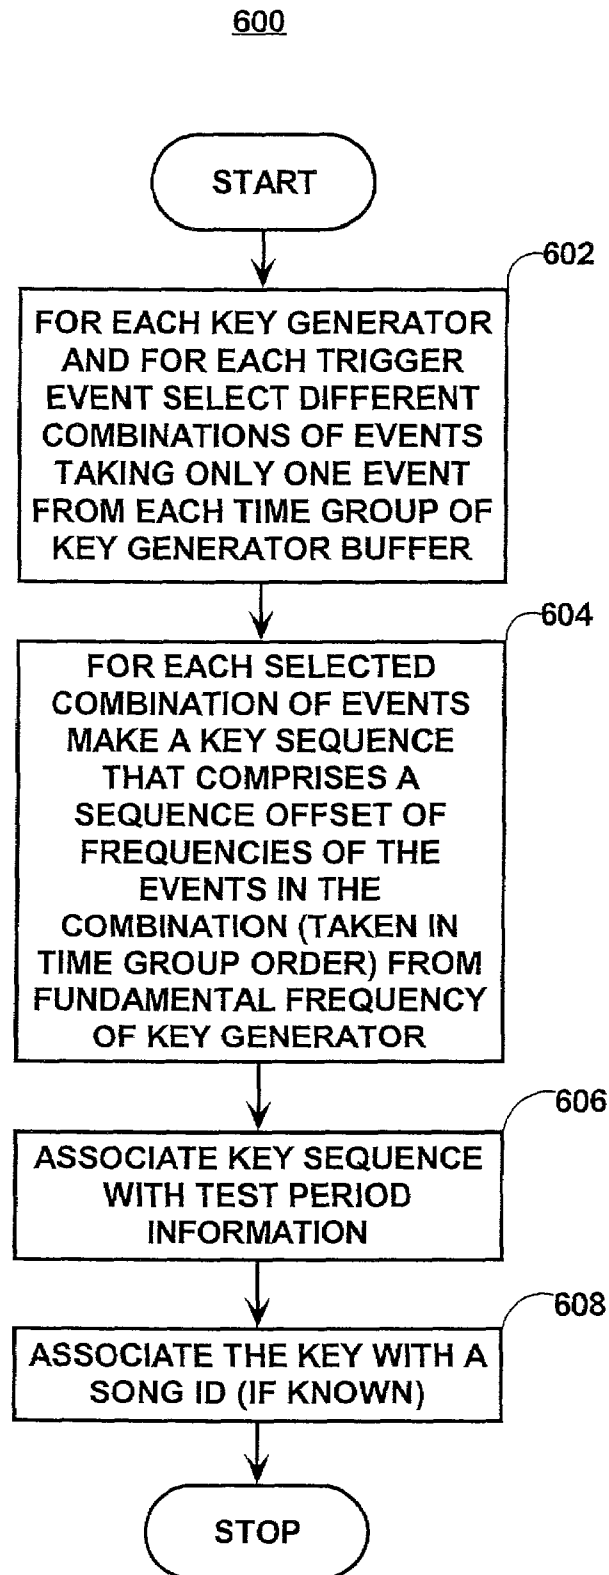 600
START
602
FOR EACH KEY GENERATOR
AND FOR EACH TRIGGER
EVENT SELECT DIFFERENT
COMBINATIONS OF EVENTS
TAKING ONLY ONE EVENT
FROM EACH TIME GROUP OF
KEY GENERATOR BUFFER
604
FOR EACH SELECTED
COMBINATION OF EVENTS
MAKE A KEY SEQUENCE
THAT COMPRISES A
SEQUENCE OFFSET OF
FREQUENCIES OF THE
EVENTS IN THE
COMBINATION (TAKEN IN
TIME GROUP ORDER) FROM
FUNDAMENTAL FREQUENCY
OF KEY GENERATOR
606
ASSOCIATE KEY SEQUENCE
WITH TEST PERIOD
INFORMATION
608
ASSOCIATE THE KEY WITH A
SONG ID (IF KNOWN)
STOP